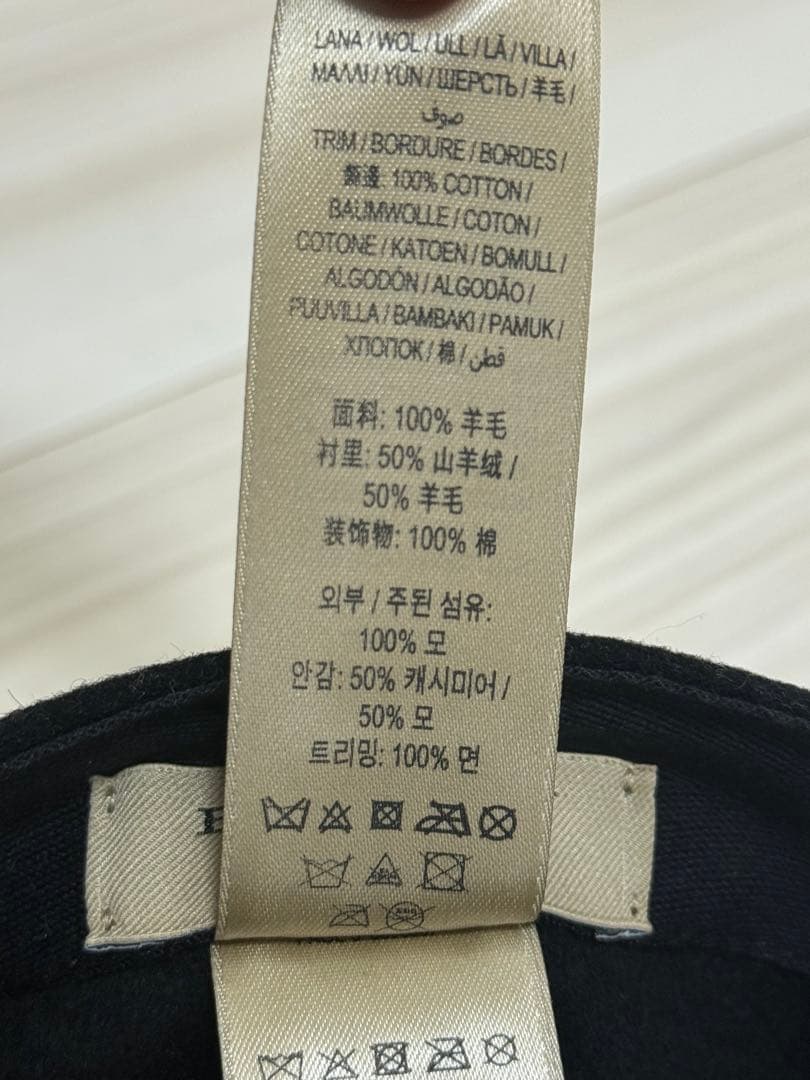 LANA / WOL / ULL / LÃ / VILLA /
ΜΑΛΛΙ / YÜN / ШЕРСТЬ / 羊毛 /
صوف
TRIM / BORDURE / BORDES /
飾邊: 100% COTTON /
BAUMWOLLE / COTON /
COTONE / KATOEN / BOMULL /
ALGODÓN / ALGODÃO /
PUUVILLA / BAMBAKI / PAMUK /
ХЛОПОК / 棉 / قطن
面料: 100% 羊毛
衬里: 50% 山羊绒 /
50% 羊毛
装饰物: 100% 棉
외부 / 주된 섬유:
100% 모
안감: 50% 캐시미어 /
50% 모
트리밍: 100% 면